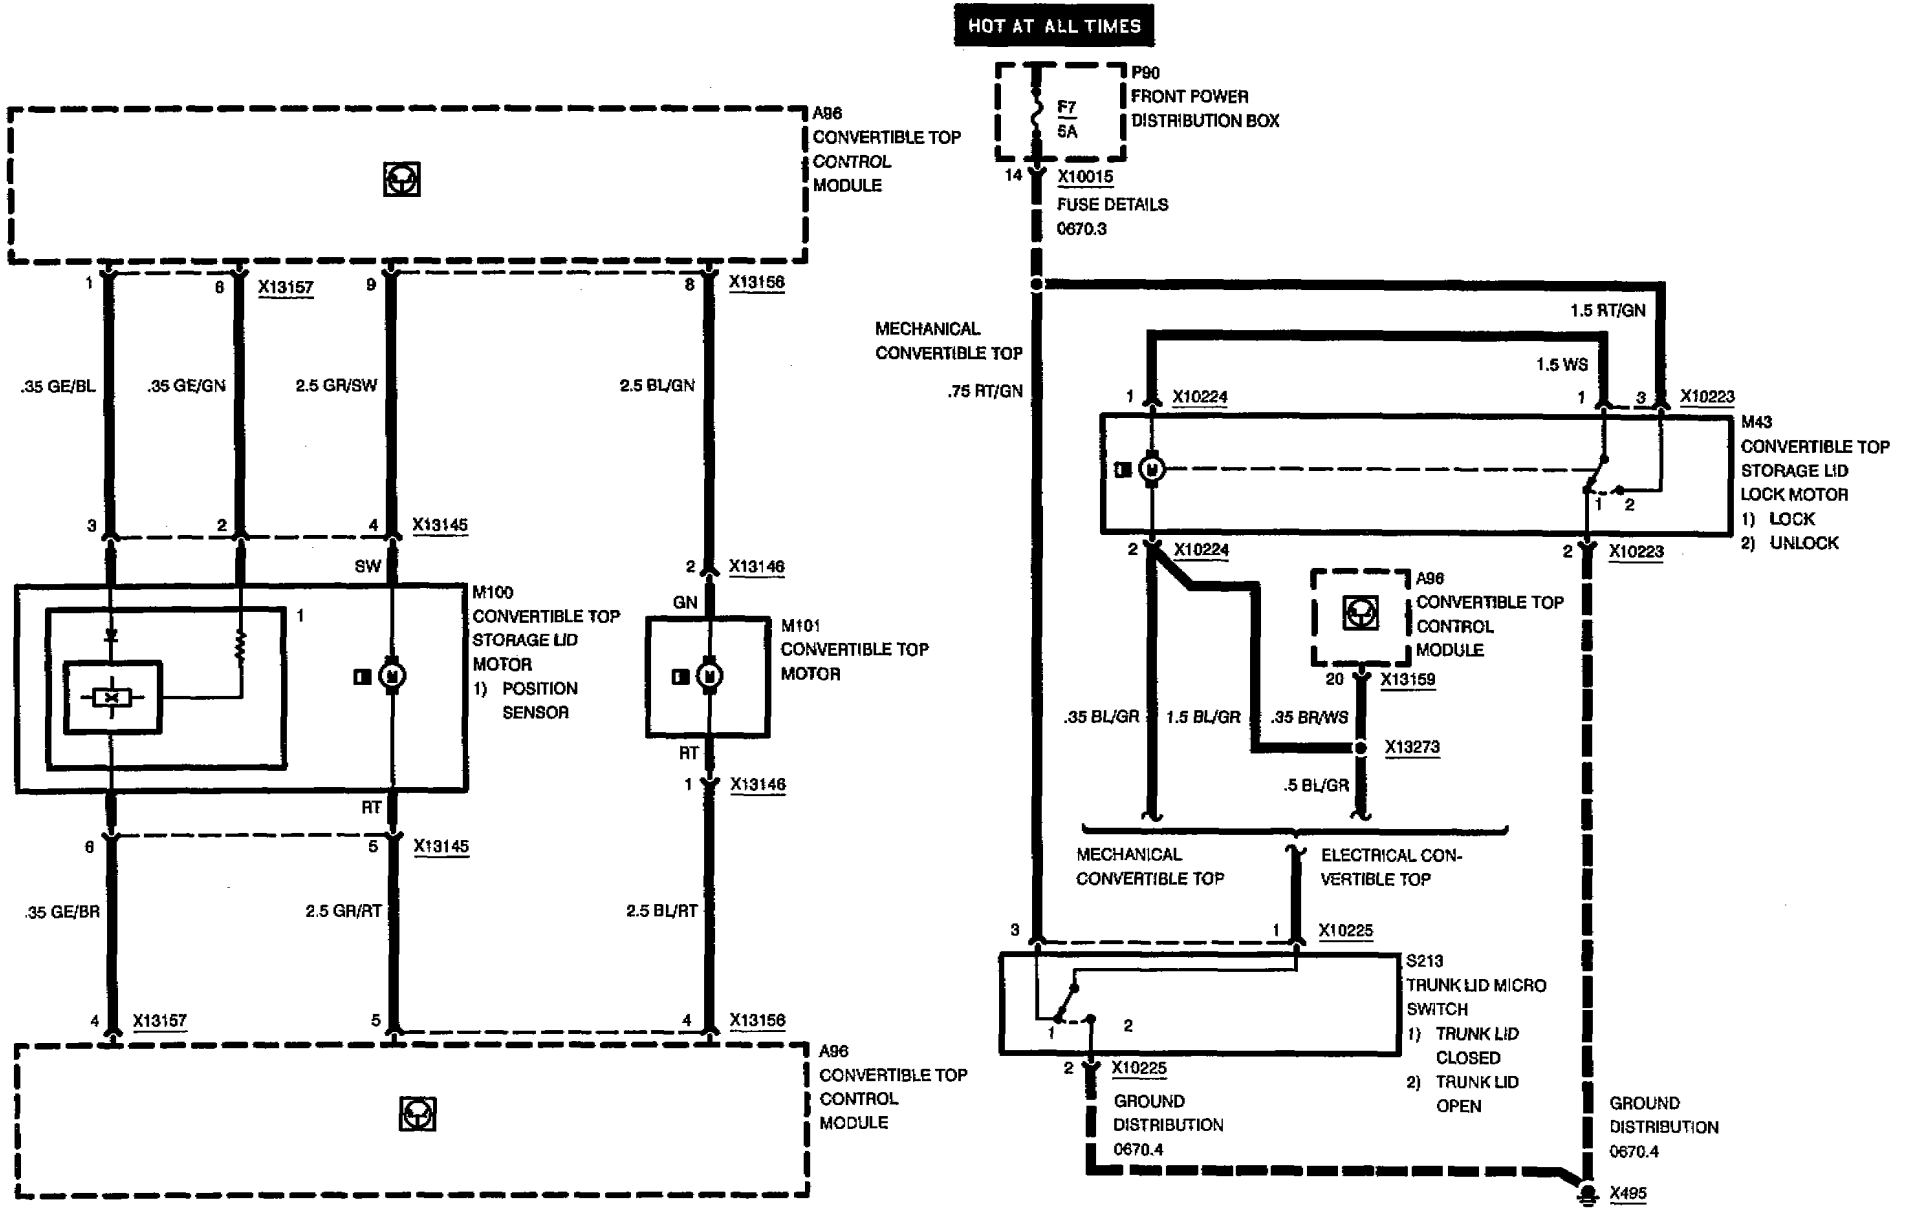 HOT AT ALL TIMES
P90
FRONT POWER
DISTRIBUTION BOX
F7
5A
14
X10015
FUSE DETAILS
0670.3
A96
CONVERTIBLE TOP
CONTROL
MODULE
1
6
X13157
9
8
X13156
.35 GE/BL
.35 GE/GN
2.5 GR/SW
2.5 BL/GN
3
2
4
X13145
SW
2
X13146
GN
M100
CONVERTIBLE TOP
STORAGE LID
MOTOR
1) POSITION
SENSOR
1
M
M101
CONVERTIBLE TOP
MOTOR
M
RT
1
X13146
RT
6
5
X13145
.35 GE/BR
2.5 GR/RT
2.5 BL/RT
4
X13157
5
4
X13156
A96
CONVERTIBLE TOP
CONTROL
MODULE
MECHANICAL
CONVERTIBLE TOP
.75 RT/GN
1.5 RT/GN
1.5 WS
1
X10224
1
3
X10223
M43
CONVERTIBLE TOP
STORAGE LID
LOCK MOTOR
1) LOCK
2) UNLOCK
M
1
2
2
X10224
2
X10223
A96
CONVERTIBLE TOP
CONTROL
MODULE
20
X13159
.35 BL/GR
1.5 BL/GR
.35 BR/WS
X13273
.5 BL/GR
MECHANICAL
CONVERTIBLE TOP
ELECTRICAL CON-
VERTIBLE TOP
3
1
X10225
S213
TRUNK LID MICRO
SWITCH
1) TRUNK LID
CLOSED
2) TRUNK LID
OPEN
1
2
2
X10225
GROUND
DISTRIBUTION
0670.4
GROUND
DISTRIBUTION
0670.4
X495